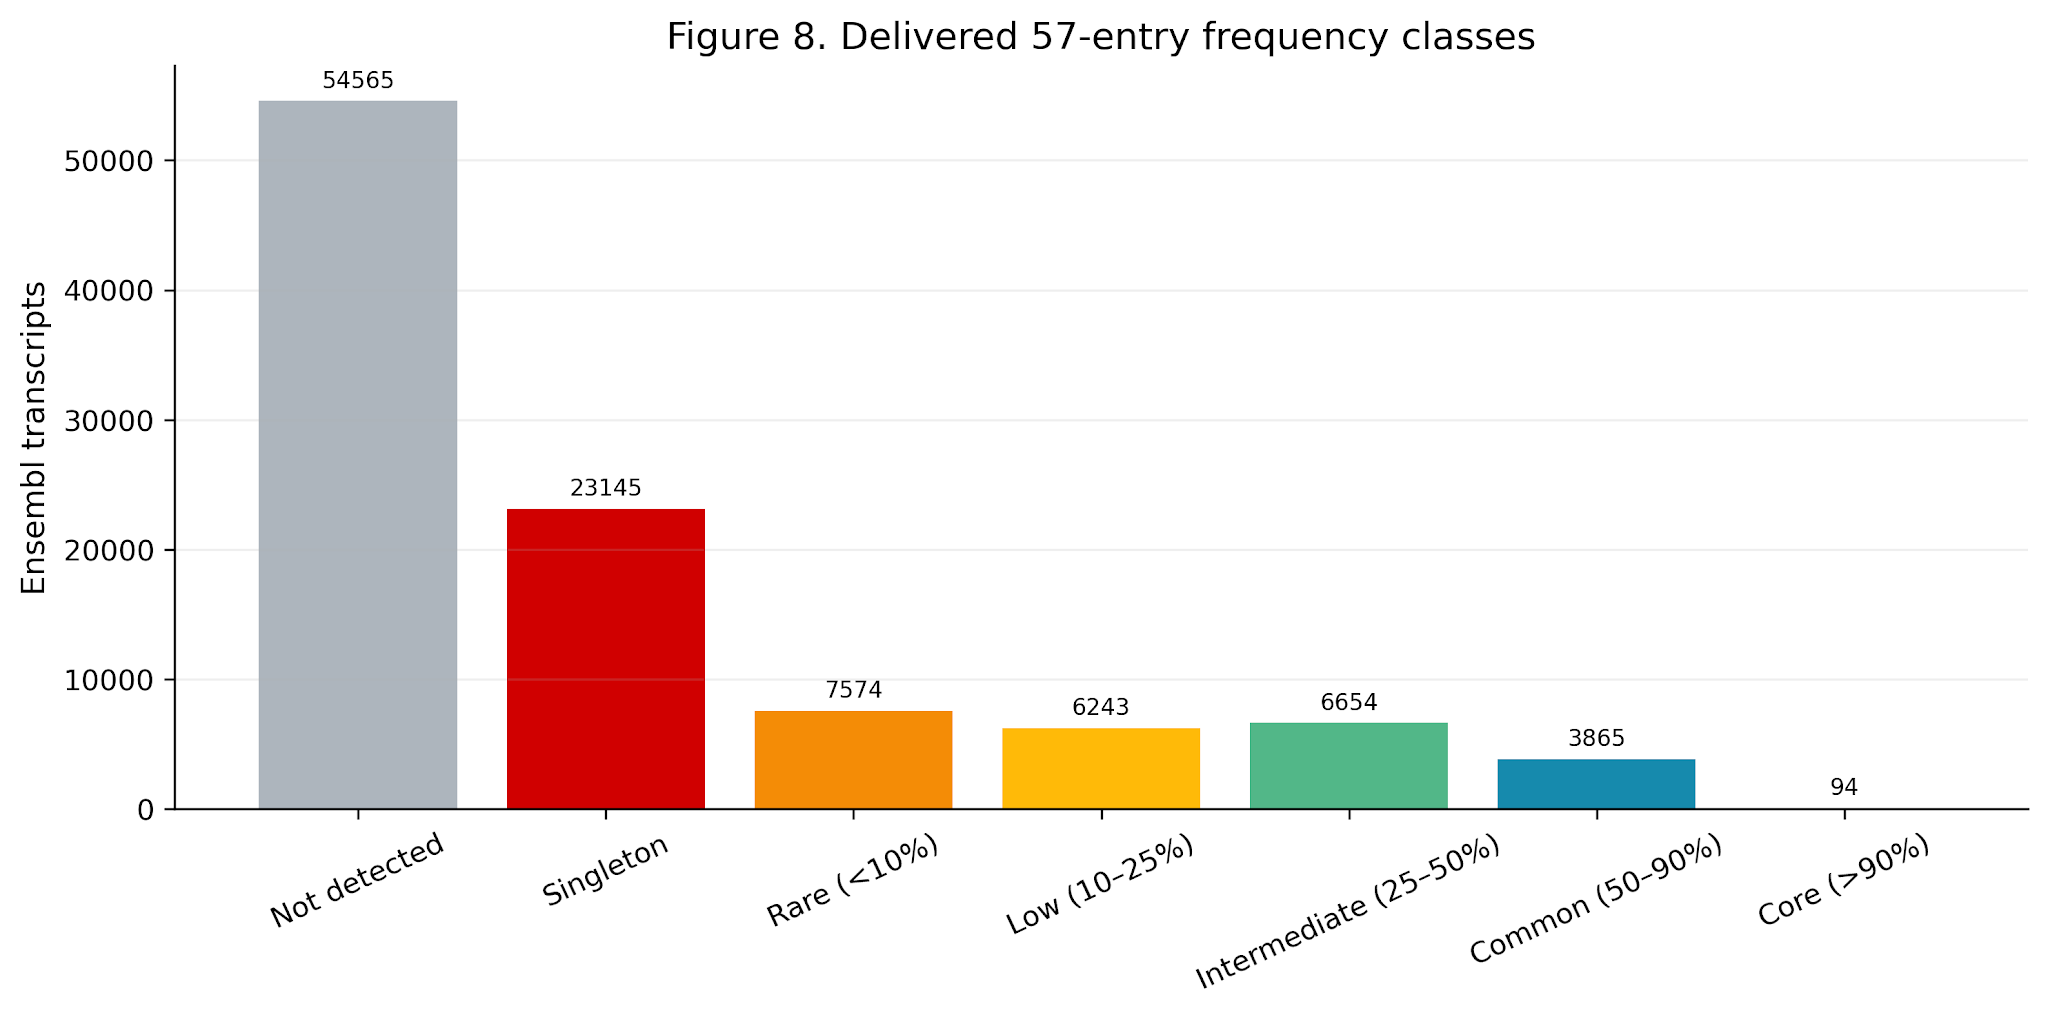 Figure 8. Delivered 57-entry frequency classes
Ensembl transcripts
50000
40000
30000
20000
10000
0
54565
23145
7574
6243
6654
3865
94
Not detected
Singleton
Rare (<10%)
Low (10–25%)
Intermediate (25–50%)
Common (50–90%)
Core (>90%)